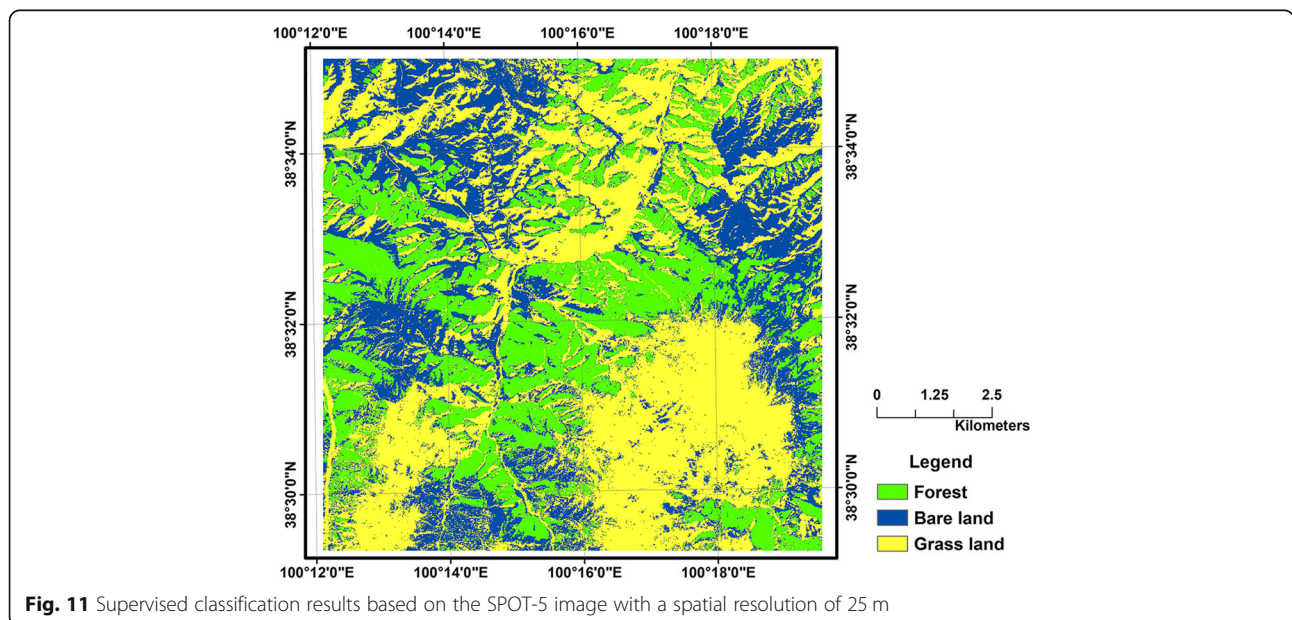 100°12'0"E 100°14'0"E 100°16'0"E 100°18'0"E
38°34'0"N
38°34'0"N
38°32'0"N
38°32'0"N
38°30'0"N
38°30'0"N
0 1.25 2.5
Kilometers
Legend
Forest
Bare land
Grass land
100°12'0"E 100°14'0"E 100°16'0"E 100°18'0"E
Fig. 11 Supervised classification results based on the SPOT-5 image with a spatial resolution of 25 m